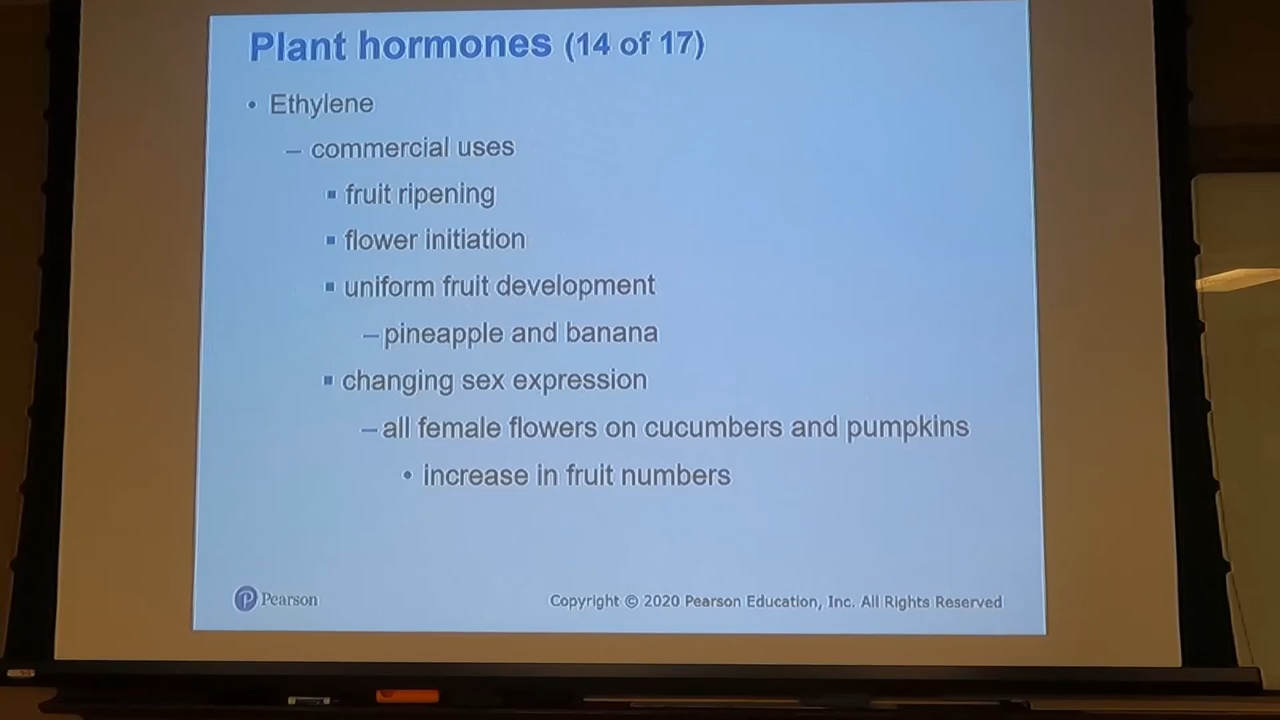 Plant hormones (14 of 17)
• Ethylene
– commercial uses
▪ fruit ripening
▪ flower initiation
▪ uniform fruit development
– pineapple and banana
▪ changing sex expression
– all female flowers on cucumbers and pumpkins
• increase in fruit numbers
P Pearson
Copyright © 2020 Pearson Education, Inc. All Rights Reserved